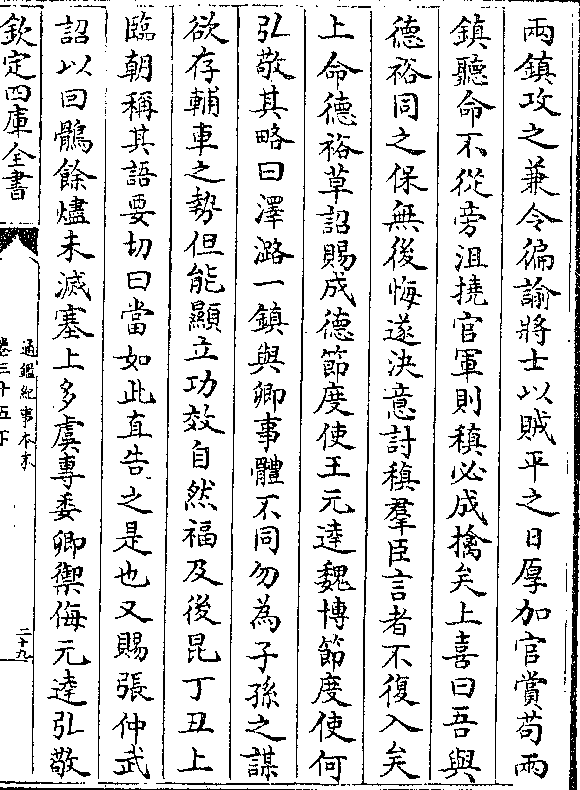 兩鎮攻之兼令徧諭將士以賊平之日厚加官賞苟兩
鎮聽命不從旁沮撓官軍則稹必成擒矣上喜曰吾與
德裕同之保無後悔遂決意討稹羣臣言者不復入矣
上命德裕草詔賜成德節度使王元逵魏博節度使何
弘敬其略曰澤潞一鎮與卿事體不同勿為子孫之謀
欲存輔車之勢但能顯立功效自然福及後昆丁丑上
臨朝稱其語要切曰當如此直告之是也又賜張仲武
詔以回鶻餘燼未滅塞上多虞專委卿禦侮元逵弘敬
欽定四庫全書
通鑑紀事本末
卷三十五下
二十九